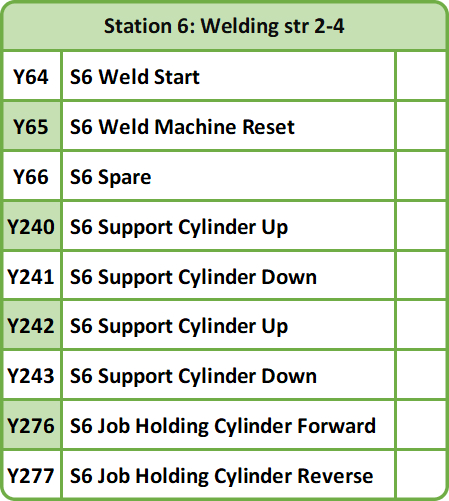 Station 6: Welding str 2-4
Y64 S6 Weld Start
Y65 S6 Weld Machine Reset
Y66 S6 Spare
Y240 S6 Support Cylinder Up
Y241 S6 Support Cylinder Down
Y242 S6 Support Cylinder Up
Y243 S6 Support Cylinder Down
Y276 S6 Job Holding Cylinder Forward
Y277 S6 Job Holding Cylinder Reverse